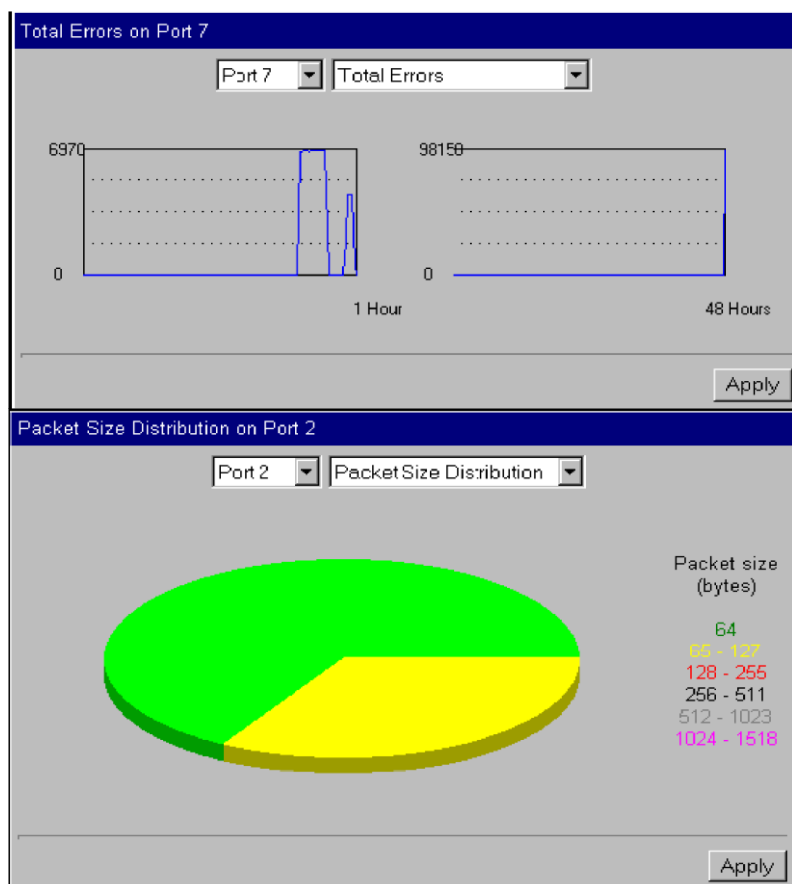 Total Errors on Port 7
Port 7 Total Errors
6970 98150
0 0
1 Hour 48 Hours
Apply
Packet Size Distribution on Port 2
Port 2 Packet Size Distribution
Packet size
(bytes)
64
65 - 127
128 - 255
256 - 511
512 - 1023
1024 - 1518
Apply